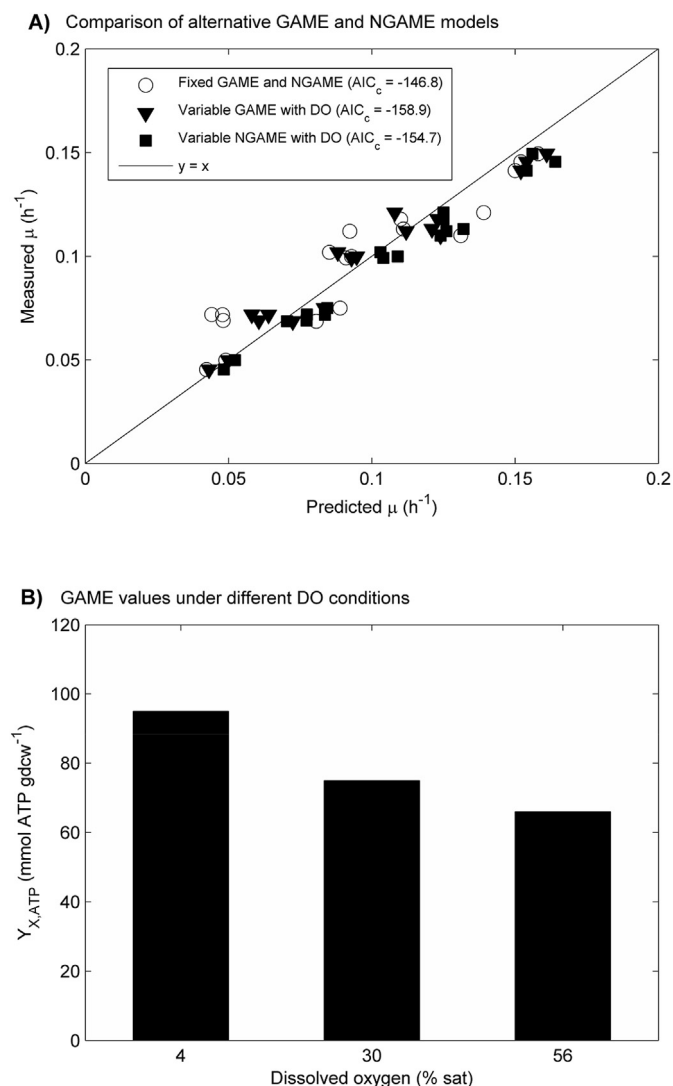 A) Comparison of alternative GAME and NGAME models
0.2
Fixed GAME and NGAME (AICc = -146.8)
Variable GAME with DO (AICc = -158.9)
Variable NGAME with DO (AICc = -154.7)
y = x
0.15
0.1
0.05
0
Measured μ (h-1)
0 0.05 0.1 0.15 0.2
Predicted μ (h-1)
B) GAME values under different DO conditions
120
100
80
60
40
20
0
YX,ATP (mmol ATP gdcw-1)
4 30 56
Dissolved oxygen (% sat)